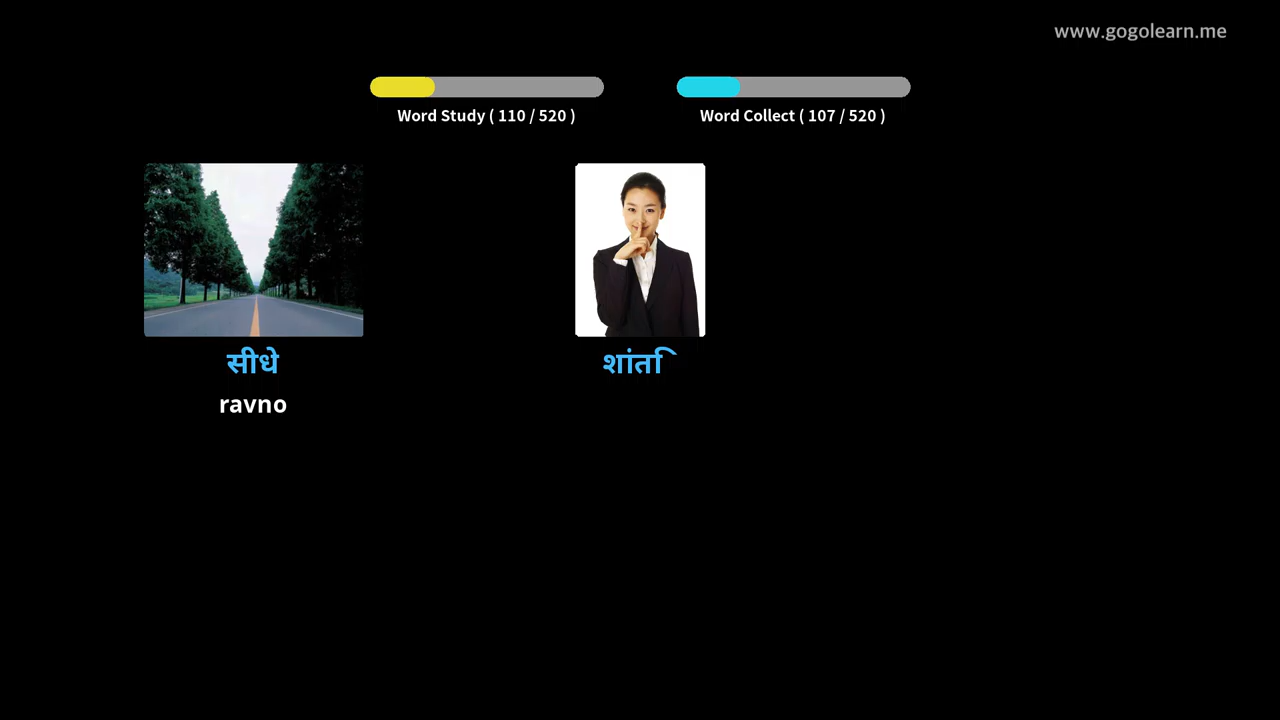 www.gogolearn.me
Word Study ( 110 / 520 )
Word Collect ( 107 / 520 )
सीधे
शांति
ravno